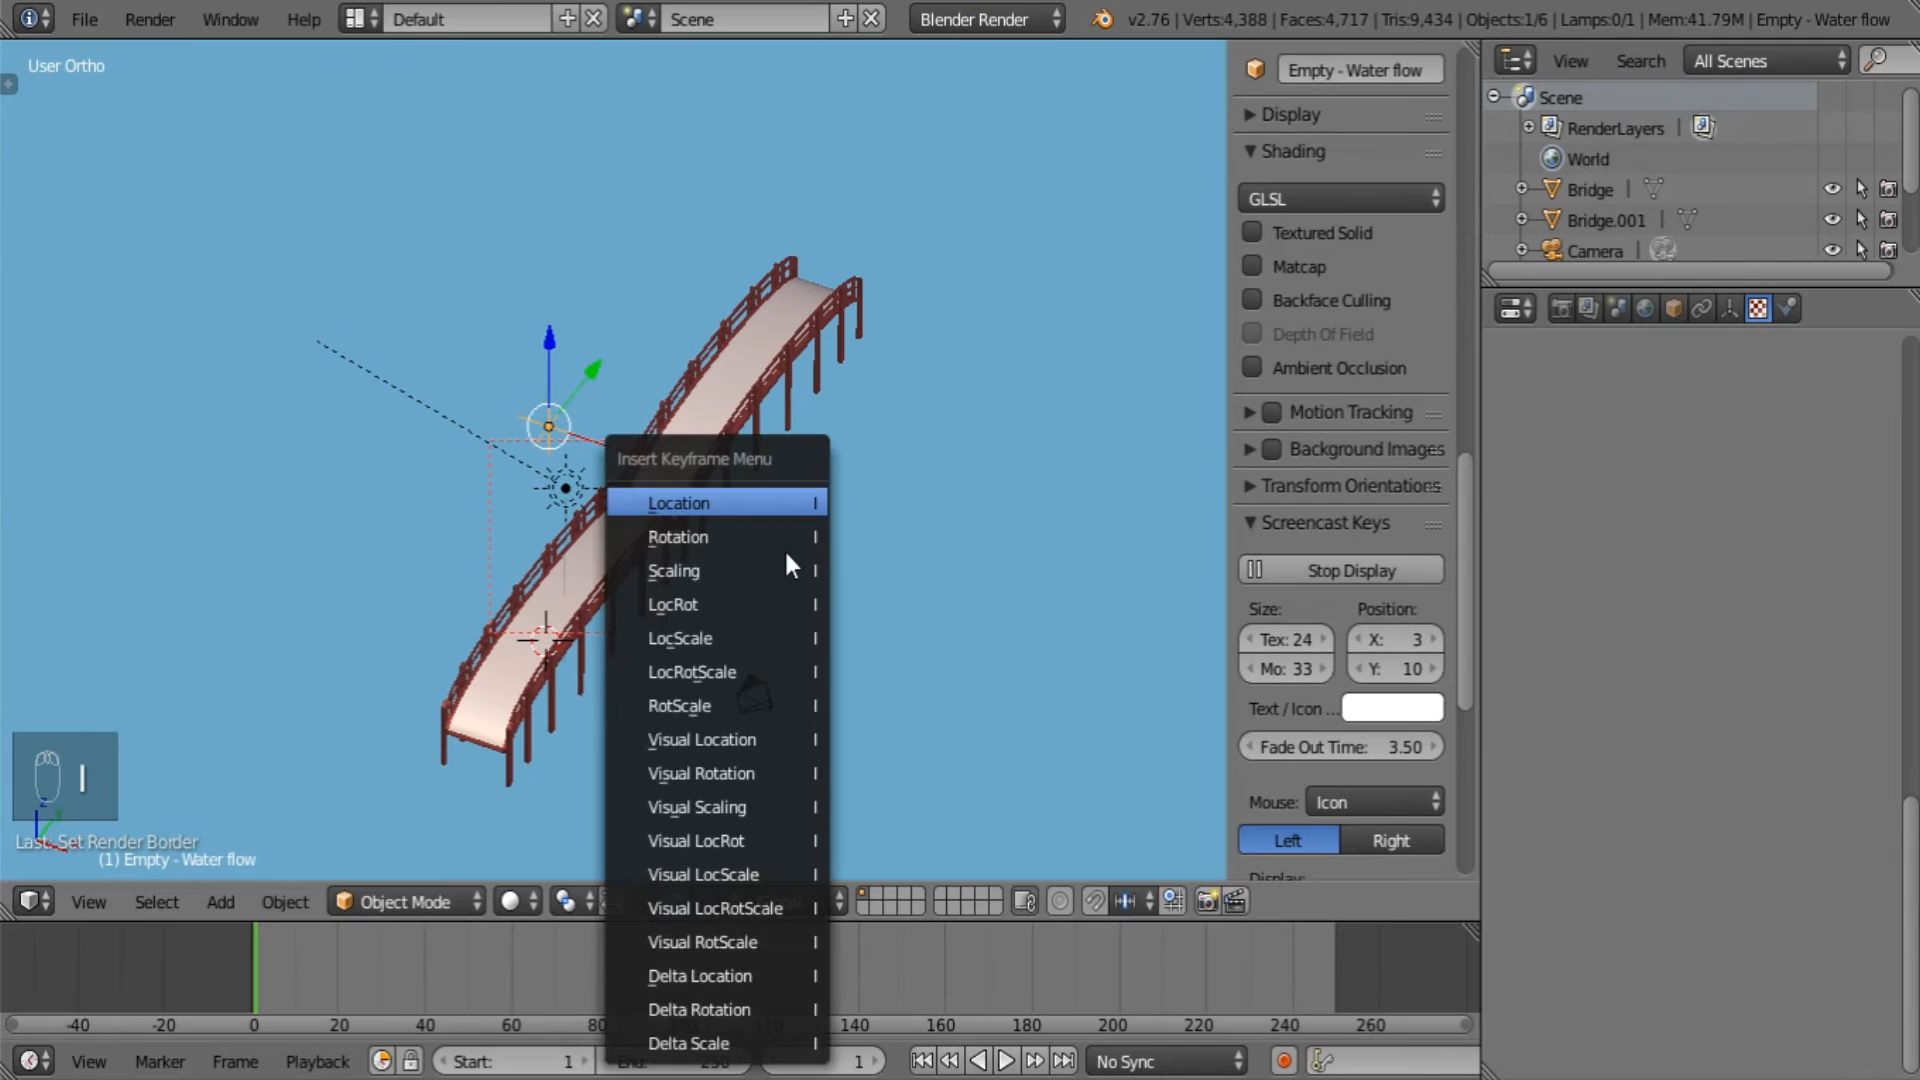 File Render Window Help Default Scene Blender Render v2.76 | Verts:4,388 | Faces:4,717 | Tris:9,434 | Objects:1/6 | Lamps:0/1 | Mem:41.79M | Empty - Water flow
User Ortho
Empty - Water flow
Display
Shading
GLSL
Textured Solid
Matcap
Backface Culling
Depth Of Field
Ambient Occlusion
Motion Tracking
Background Images
Transform Orientations
Screencast Keys
Stop Display
Size: Position:
Tex: 24 X: 3
Mo: 33 Y: 10
Text / Icon ...
Fade Out Time: 3.50
Mouse: Icon
Left Right
Display:
View Search All Scenes
Scene
RenderLayers |
World
Bridge |
Bridge.001 |
Camera |
Insert Keyframe Menu
Location I
Rotation I
Scaling I
LocRot I
LocScale I
LocRotScale I
RotScale I
Visual Location I
Visual Rotation I
Visual Scaling I
Visual LocRot I
Visual LocScale I
Visual LocRotScale I
Visual RotScale I
Delta Location I
Delta Rotation I
Delta Scale I
I
z
Last: Set Render Border
(1) Empty - Water flow
View Select Add Object Object Mode
-40 -20 0 20 40 60 80 120 140 160 180 200 220 240 260
View Marker Frame Playback Start: 1 End: 250 1 No Sync